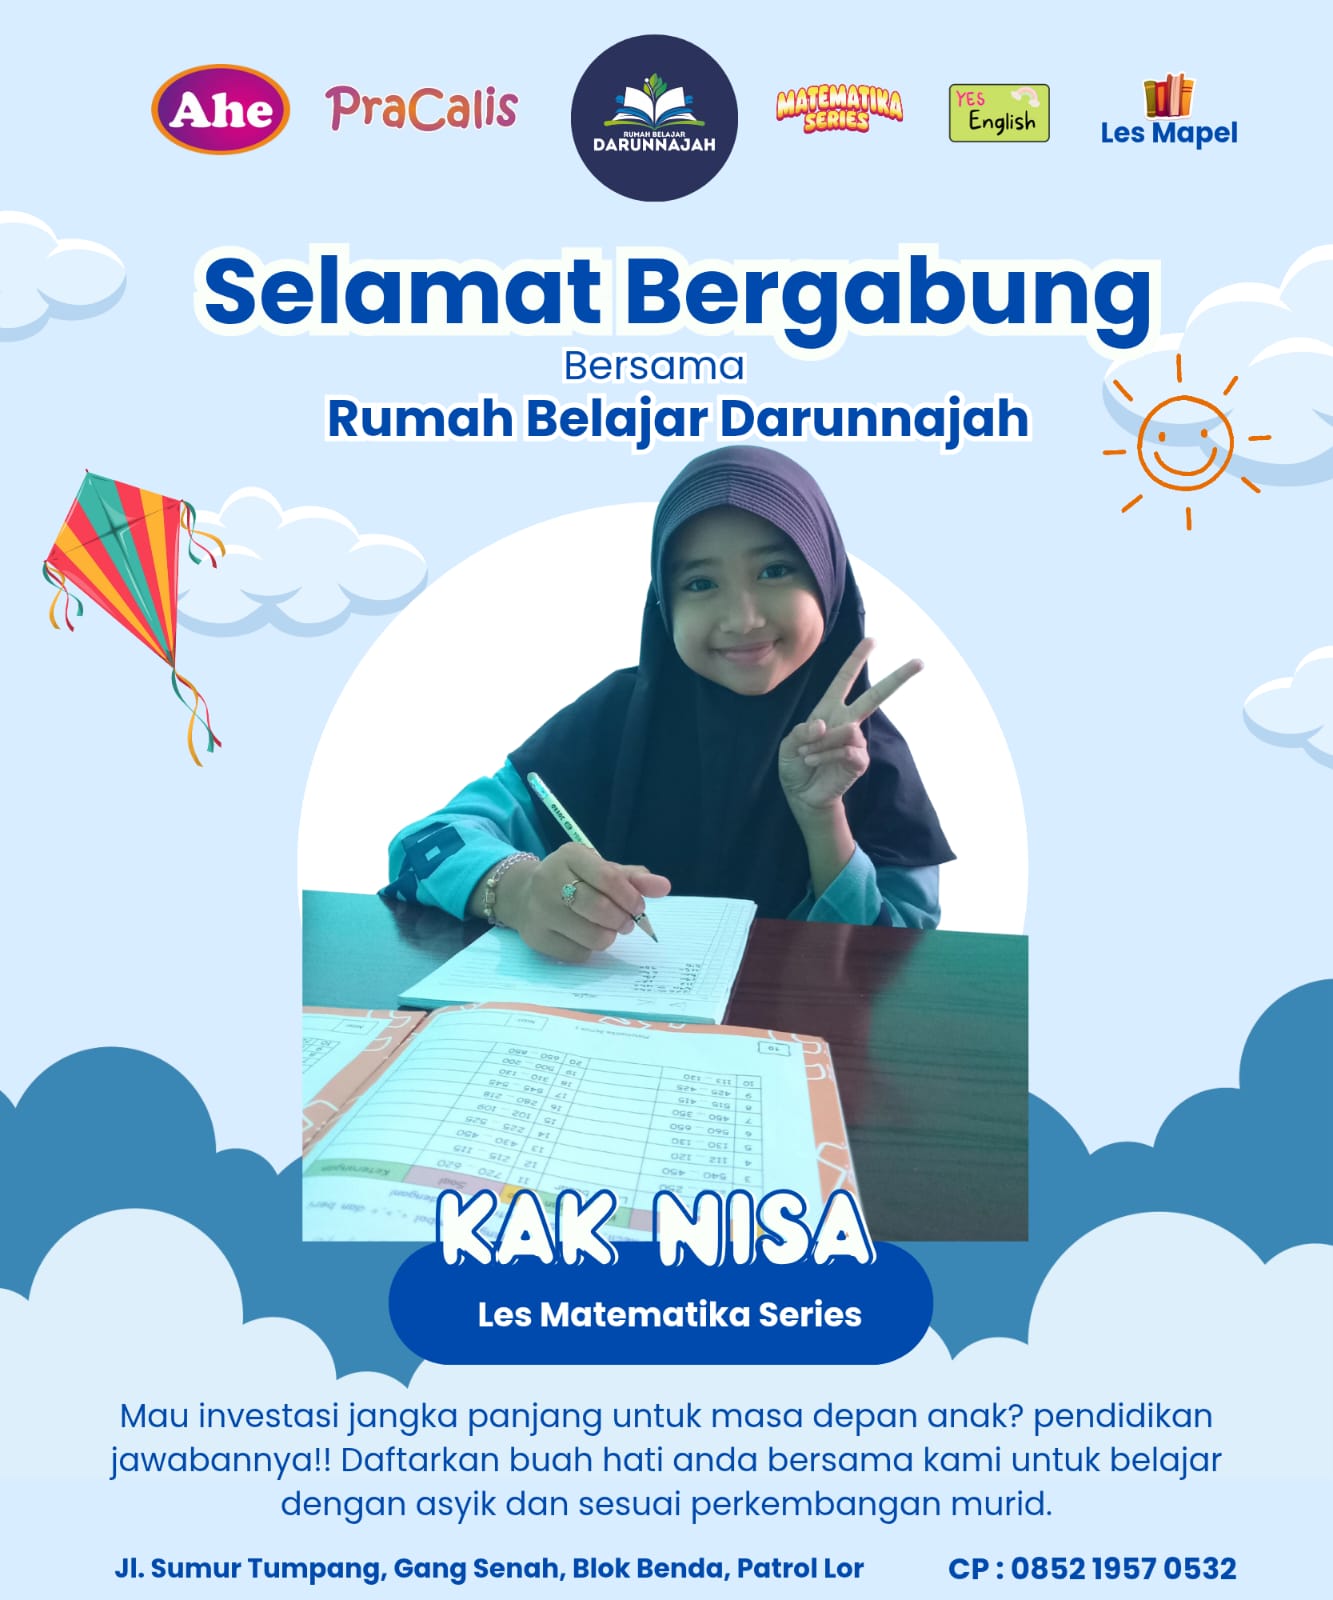 Ahe
PraCalis
RUMAH BELAJAR
DARUNNAJAH
MATEMATIKA
SERIES
YES
English
Les Mapel
Selamat Bergabung
Bersama
Rumah Belajar Darunnajah
KAK NISA
Les Matematika Series
Mau investasi jangka panjang untuk masa depan anak? pendidikan
jawabannya!! Daftarkan buah hati anda bersama kami untuk belajar
dengan asyik dan sesuai perkembangan murid.
Jl. Sumur Tumpang, Gang Senah, Blok Benda, Patrol Lor
CP : 0852 1957 0532